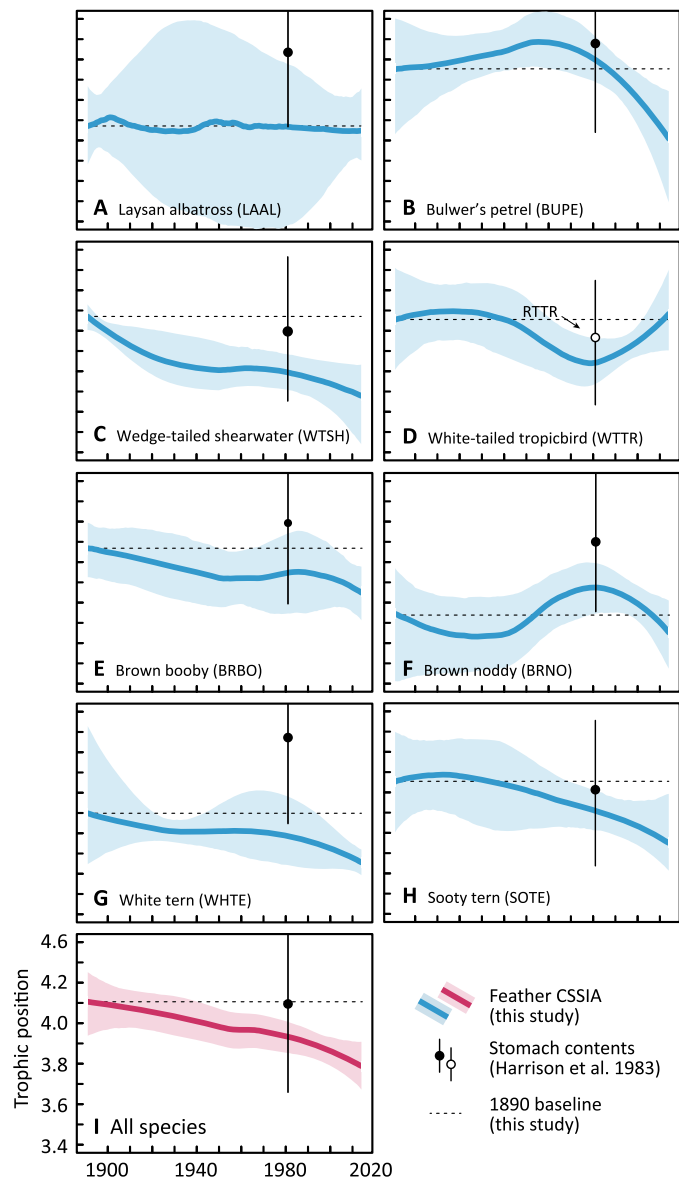 A Laysan albatross (LAAL)
B Bulwer’s petrel (BUPE)
C Wedge-tailed shearwater (WTSH)
RTTR
D White-tailed tropicbird (WTTR)
E Brown booby (BRBO)
F Brown noddy (BRNO)
G White tern (WHTE)
H Sooty tern (SOTE)
Trophic position
4.6
4.2
4.0
3.8
3.6
3.4
I All species
1900 1940 1980 2020
Feather CSSIA
(this study)
Stomach contents
(Harrison et al. 1983)
1890 baseline
(this study)